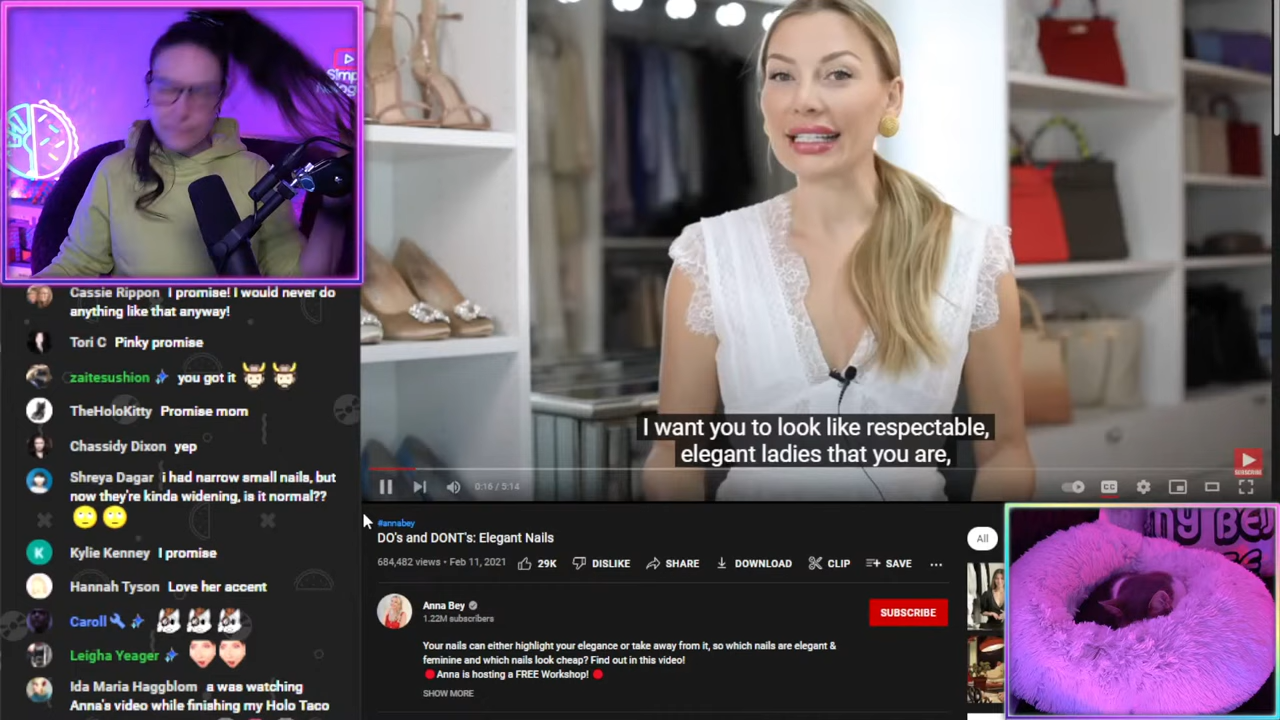 Simply
Nailogical
Cassie Rippon I promise! I would never do
anything like that anyway!
Tori C Pinky promise
zaitesushion you got it
TheHoloKitty Promise mom
Chassidy Dixon yep
Shreya Dagar i had narrow small nails, but
now they're kinda widening, is it normal??
K Kylie Kenney I promise
Hannah Tyson Love her accent
Caroll
Leigha Yeager
Ida Maria Haggblom a was watching
Anna's video while finishing my Holo Taco
I want you to look like respectable,
elegant ladies that you are,
0:16 / 5:14
CC
SUBSCRIBE
#annabey
DO's and DONT's: Elegant Nails
684,482 views • Feb 11, 2021 29K DISLIKE SHARE DOWNLOAD CLIP SAVE
All
Anna Bey
1.22M subscribers
SUBSCRIBE
Your nails can either highlight your elegance or take away from it, so which nails are elegant &
feminine and which nails look cheap? Find out in this video!
Anna is hosting a FREE Workshop!
SHOW MORE